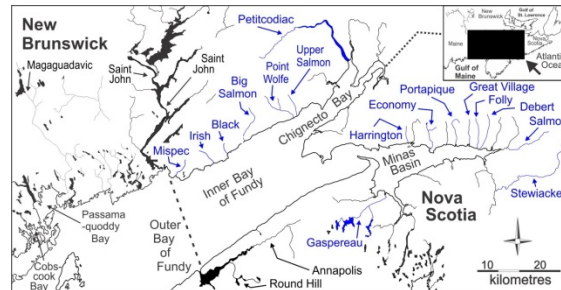 New
Brunswick
Magaguadavic
Saint
John
Saint
John
Petitcodiac
Upper
Salmon
Point
Wolfe
Big
Salmon
Black
Irish
Mispec
Chignecto Bay
Inner Bay
of Fundy
Outer
Bay
of Fundy
Passama
-quoddy
Bay
Cobs-
cook
Bay
Harrington
Economy
Portapique
Great Village
Folly
Debert
Salmo
Stewiacke
Minas
Basin
Nova
Scotia
Gaspereau
Annapolis
Round Hill
New
Brunswick
Gulf of
St. Lawrence
Maine
Nova
Scotia
Gulf of
Maine
Atlanti
Ocea
10 20
kilometres